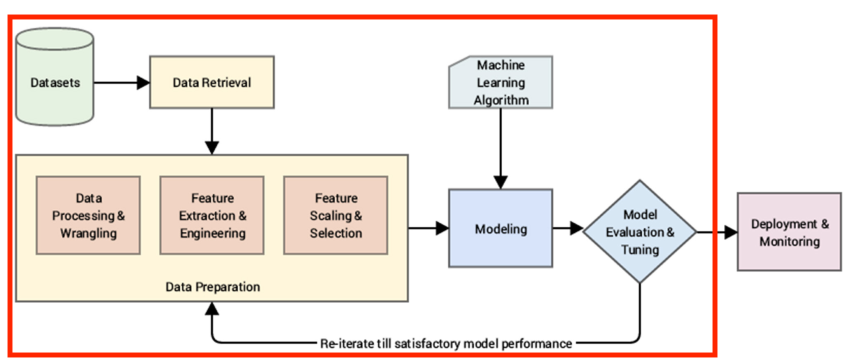 Datasets
Data Retrieval
Machine
Learning
Algorithm
Data
Processing &
Wrangling
Feature
Extraction &
Engineering
Feature
Scaling &
Selection
Data Preparation
Modeling
Model
Evaluation &
Tuning
Deployment &
Monitoring
Re-iterate till satisfactory model performance